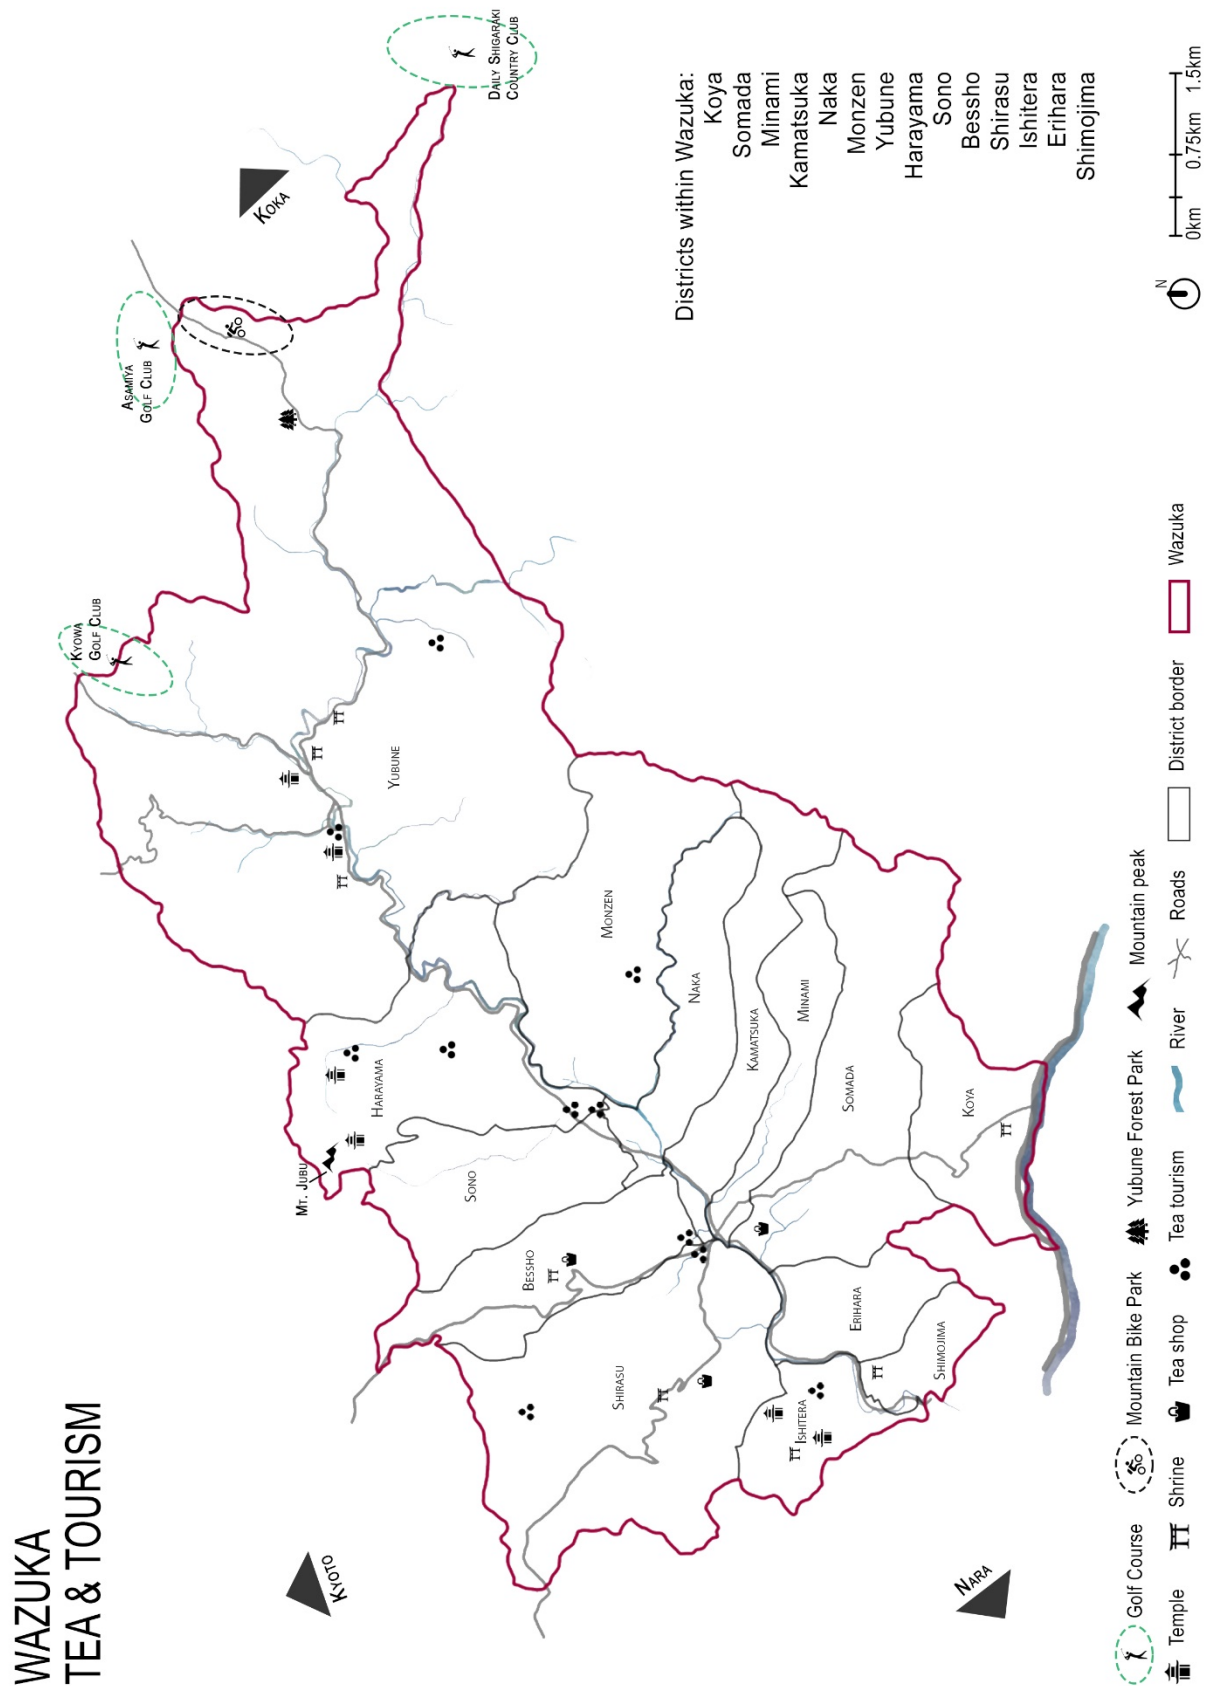 WAZUKA
TEA & TOURISM
KYOWA
GOLF CLUB
ASAMIYA
GOLF CLUB
DAILY SHIGARAKI
COUNTRY CLUB
KOKA
KYOTO
NARA
MT. JUBU
HARAYAMA
YUBUNE
SONO
BESSHO
SHIRASU
MONZEN
NAKA
KAMATSUKA
MINAMI
SOMADA
KOYA
ERIHARA
ISHITERA
SHIMOJIMA
Districts within Wazuka:
Koya
Somada
Minami
Kamatsuka
Naka
Monzen
Yubune
Harayama
Sono
Bessho
Shirasu
Ishitera
Erihara
Shimojima
Golf Course
Mountain Bike Park
Yubune Forest Park
Mountain peak
Temple
Shrine
Tea shop
Tea tourism
River
Roads
District border
Wazuka
N
0km
0.75km
1.5km